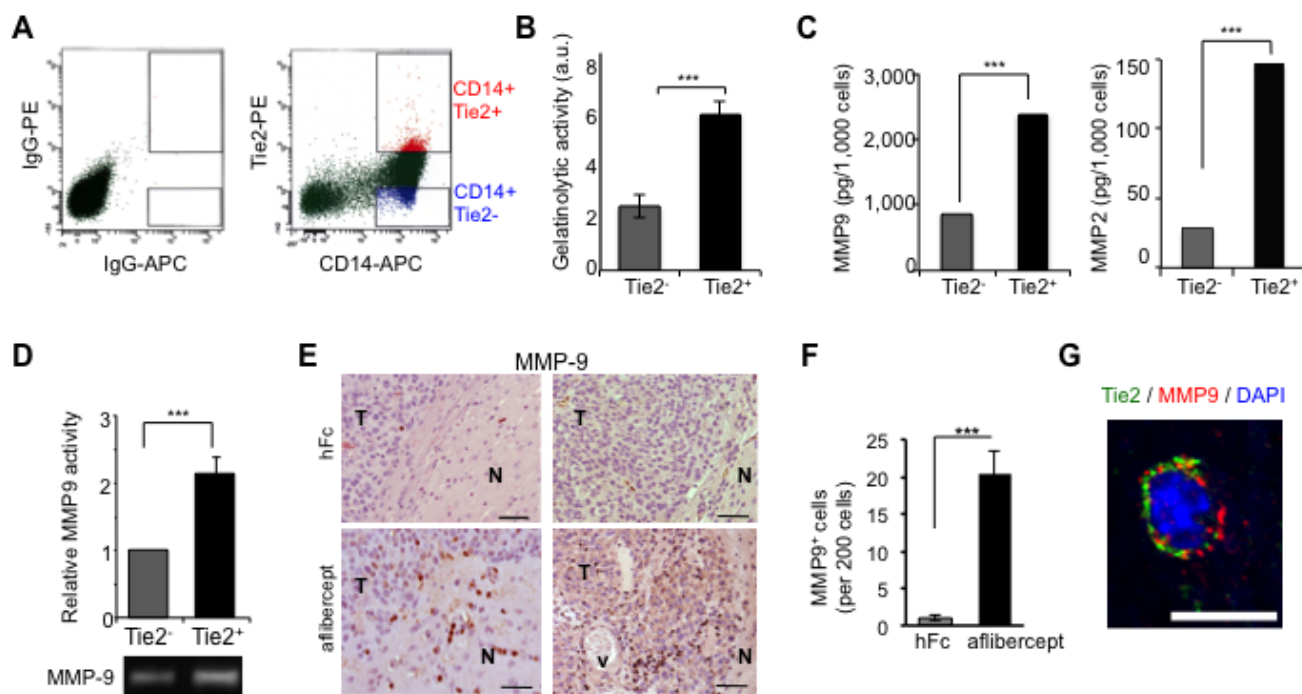 A
IgG-PE
IgG-APC
Tie2-PE
CD14-APC
CD14+
Tie2+
CD14+
Tie2-
B
Gelatinolytic activity (a.u.)
8
6
4
2
0
***
Tie2-
Tie2+
C
MMP9 (pg/1,000 cells)
3,000
2,000
1,000
0
***
Tie2-
Tie2+
MMP2 (pg/1,000 cells)
150
100
50
0
***
Tie2-
Tie2+
D
Relative MMP9 activity
3
2
1
0
***
Tie2-
Tie2+
MMP-9
E
MMP-9
hFc
T
N
T
N
aflibercept
T
N
T
v
N
F
MMP9+ cells
(per 200 cells)
25
20
15
10
5
0
***
hFc
aflibercept
G
Tie2 / MMP9 / DAPI